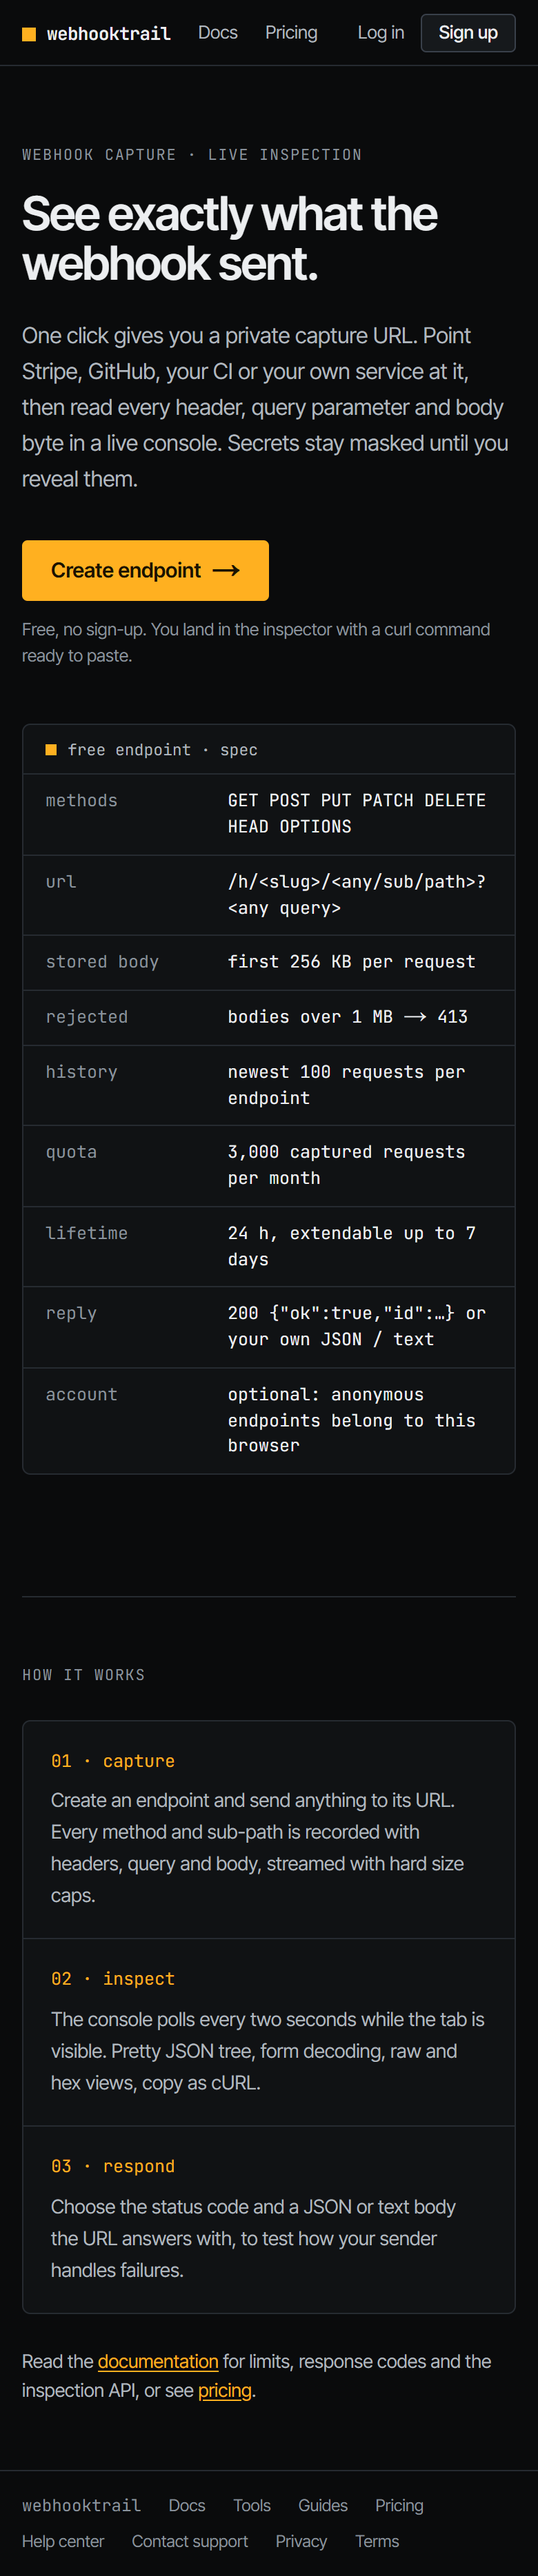 webhooktrail Docs Pricing Log in Sign up
WEBHOOK CAPTURE · LIVE INSPECTION
See exactly what the
webhook sent.
One click gives you a private capture URL. Point
Stripe, GitHub, your CI or your own service at it,
then read every header, query parameter and body
byte in a live console. Secrets stay masked until you
reveal them.
Create endpoint →
Free, no sign-up. You land in the inspector with a curl command
ready to paste.
free endpoint · spec
methods GET POST PUT PATCH DELETE
HEAD OPTIONS
url /h/<slug>/<any/sub/path>?
<any query>
stored body first 256 KB per request
rejected bodies over 1 MB → 413
history newest 100 requests per
endpoint
quota 3,000 captured requests
per month
lifetime 24 h, extendable up to 7
days
reply 200 {"ok":true,"id":…} or
your own JSON / text
account optional: anonymous
endpoints belong to this
browser
HOW IT WORKS
01 · capture
Create an endpoint and send anything to its URL.
Every method and sub-path is recorded with
headers, query and body, streamed with hard size
caps.
02 · inspect
The console polls every two seconds while the tab is
visible. Pretty JSON tree, form decoding, raw and
hex views, copy as cURL.
03 · respond
Choose the status code and a JSON or text body
the URL answers with, to test how your sender
handles failures.
Read the documentation for limits, response codes and the
inspection API, or see pricing.
webhooktrail Docs Tools Guides Pricing
Help center Contact support Privacy Terms